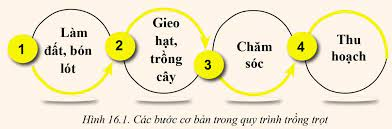 1
Làm
đất, bón
lót
2
Gieo
hạt,
trồng
cây
3
Chăm
sóc
4
Thu
hoạch
Hình 16.1. Các bước cơ bản trong quy trình trồng trọt